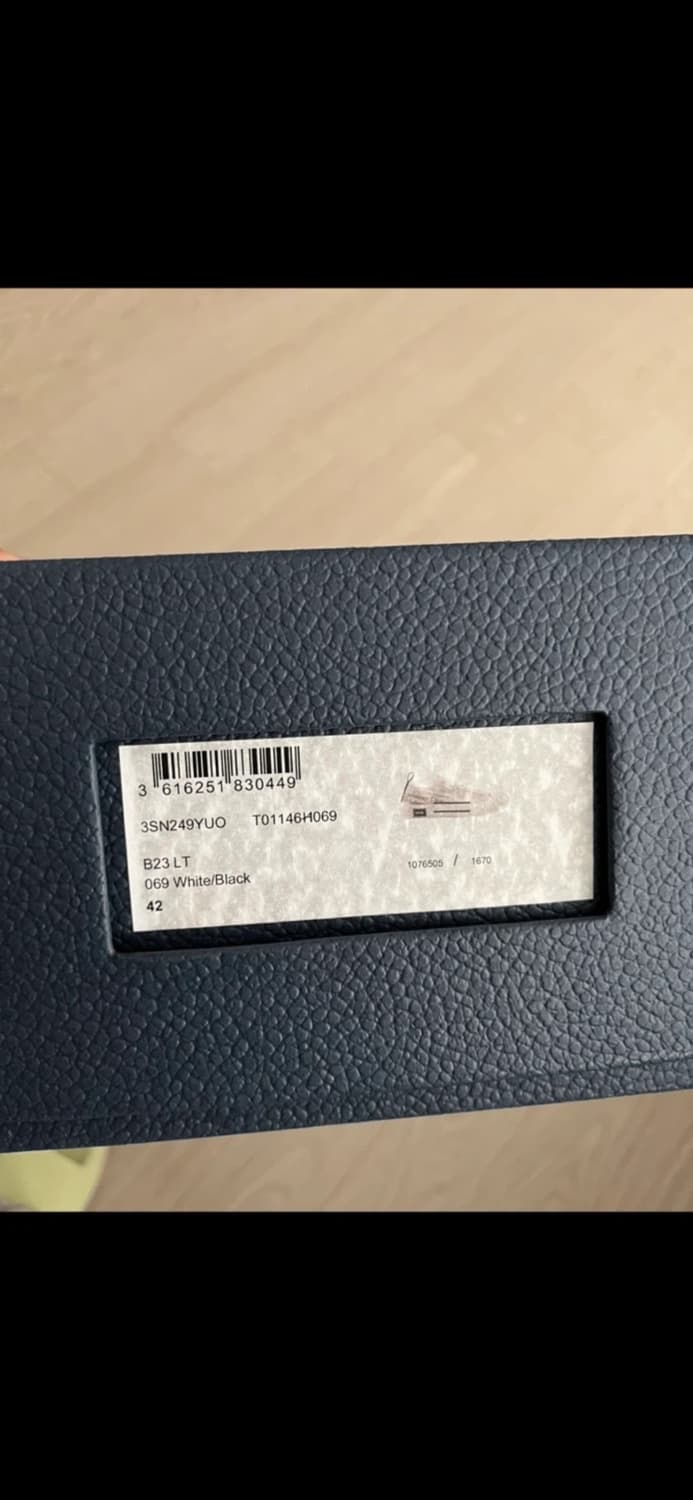 3 616251 830449
3SN249YUO T01146H069
B23 LT
069 White/Black
42
1076505 / 1670